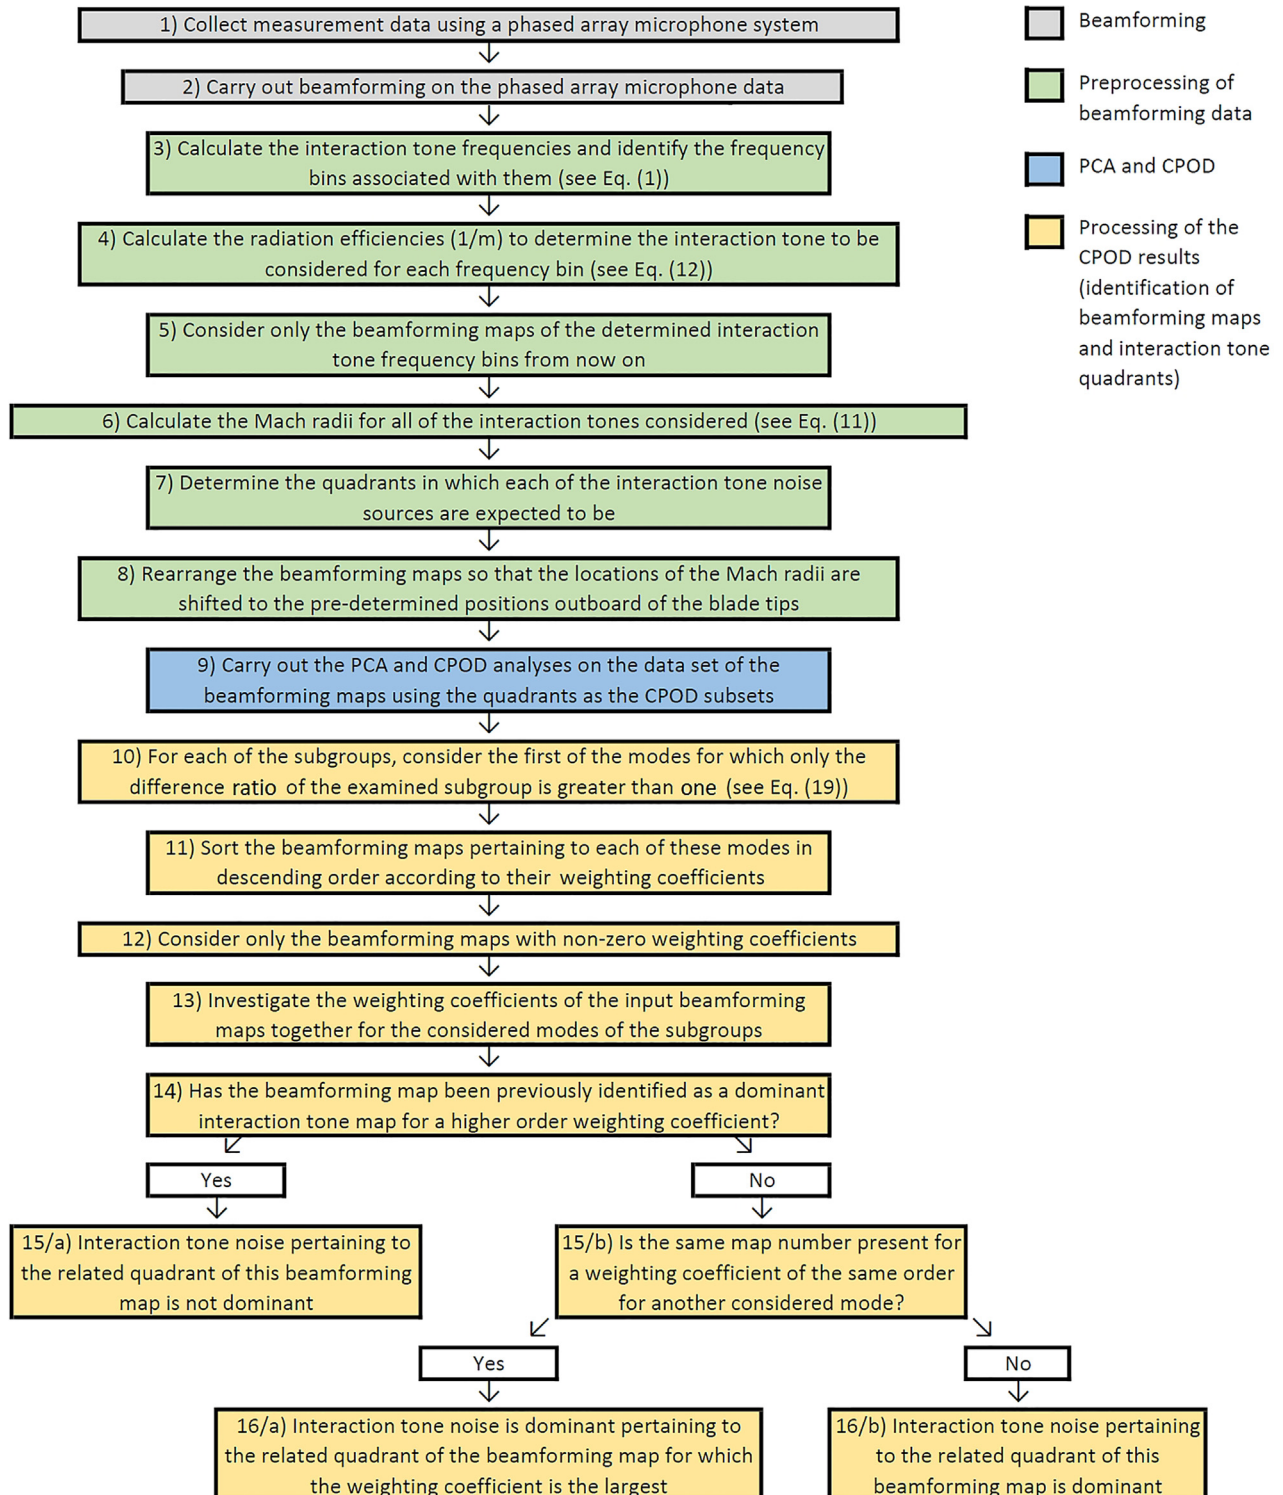 1) Collect measurement data using a phased array microphone system
2) Carry out beamforming on the phased array microphone data
3) Calculate the interaction tone frequencies and identify the frequency
bins associated with them (see Eq. (1))
4) Calculate the radiation efficiencies (1/m) to determine the interaction tone to be
considered for each frequency bin (see Eq. (12))
5) Consider only the beamforming maps of the determined interaction
tone frequency bins from now on
6) Calculate the Mach radii for all of the interaction tones considered (see Eq. (11))
7) Determine the quadrants in which each of the interaction tone noise
sources are expected to be
8) Rearrange the beamforming maps so that the locations of the Mach radii are
shifted to the pre-determined positions outboard of the blade tips
9) Carry out the PCA and CPOD analyses on the data set of the
beamforming maps using the quadrants as the CPOD subsets
10) For each of the subgroups, consider the first of the modes for which only the
difference ratio of the examined subgroup is greater than one (see Eq. (19))
11) Sort the beamforming maps pertaining to each of these modes in
descending order according to their weighting coefficients
12) Consider only the beamforming maps with non-zero weighting coefficients
13) Investigate the weighting coefficients of the input beamforming
maps together for the considered modes of the subgroups
14) Has the beamforming map been previously identified as a dominant
interaction tone map for a higher order weighting coefficient?
Yes
No
15/a) Interaction tone noise pertaining to
the related quadrant of this beamforming
map is not dominant
15/b) Is the same map number present for
a weighting coefficient of the same order
for another considered mode?
Yes
No
16/a) Interaction tone noise is dominant pertaining to
the related quadrant of the beamforming map for which
the weighting coefficient is the largest
16/b) Interaction tone noise pertaining
to the related quadrant of this
beamforming map is dominant
Beamforming
Preprocessing of
beamforming data
PCA and CPOD
Processing of the
CPOD results
(identification of
beamforming maps
and interaction tone
quadrants)